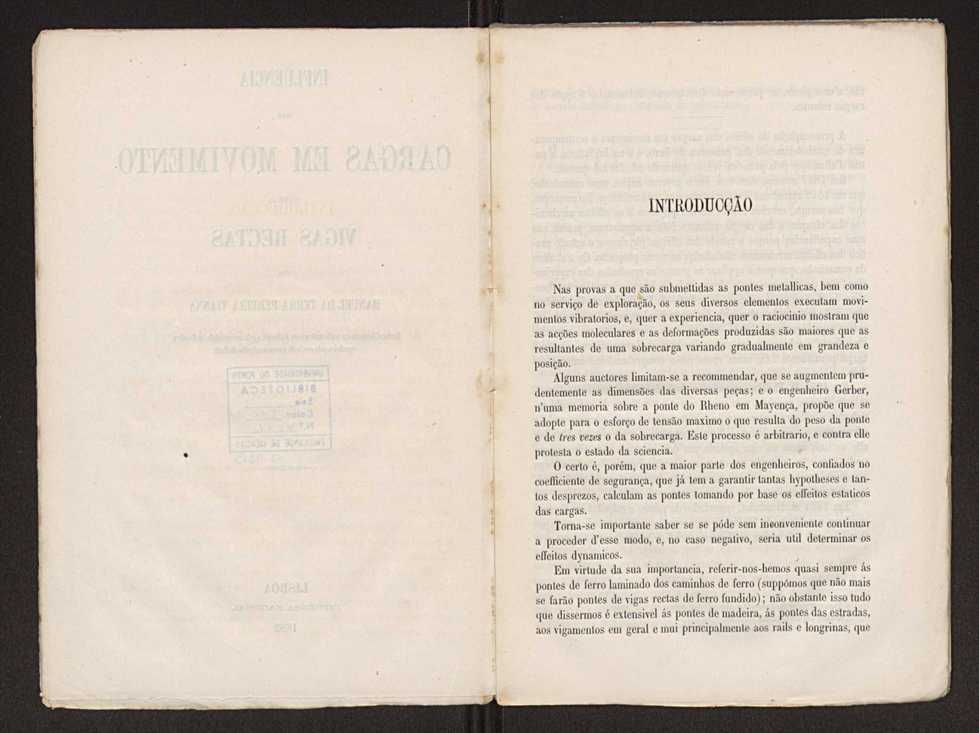 INFLUENCIA
CARGAS EM MOVIMENTO
VIGAS RECTAS
MANUEL DA TERRA PEREIRA VIANNA
BIBLIOTECA
LISBOA
INTRODUCÇÃO
Nas provas a que são submettidas as pontes metallicas, bem como
no serviço de exploração, os seus diversos elementos executam movi-
mentos vibratorios, e, quer a experiencia, quer o raciocinio mostram que
as acções moleculares e as deformações produzidas são maiores que as
resultantes de uma sobrecarga variando gradualmente em grandeza e
posição.
Alguns auctores limitam-se a recommendar, que se augmentem pru-
dentemente as dimensões das diversas peças; e o engenheiro Gerber,
n'uma memoria sobre a ponte do Rheno em Mayença, propõe que se
adopte para o esforço de tensão maximo o que resulta do peso da ponte
e de tres vezes o da sobrecarga. Este processo é arbitrario, e contra elle
protesta o estado da sciencia.
O certo é, porém, que a maior parte dos engenheiros, confiados no
coefficiente de segurança, que já tem a garantir tantas hypotheses e tan-
tos desprezos, calculam as pontes tomando por base os effeitos estaticos
das cargas.
Torna-se importante saber se se póde sem inconveniente continuar
a proceder d'esse modo, e, no caso negativo, seria util determinar os
effeitos dynamicos.
Em virtude da sua importancia, referir-nos-hemos quasi sempre ás
pontes de ferro laminado dos caminhos de ferro (suppómos que não mais
se farão pontes de vigas rectas de ferro fundido); não obstante isso tudo
que dissermos é extensivel ás pontes de madeira, ás pontes das estradas,
aos vigamentos em geral e mui principalmente aos rails e longrinas, que